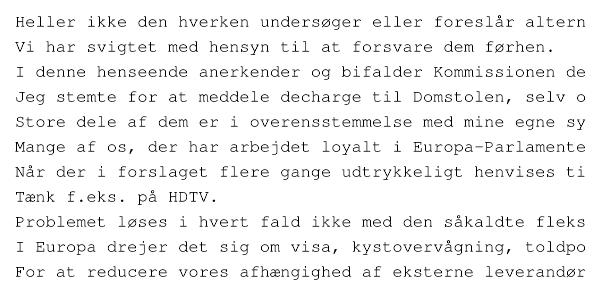 Heller ikke den hverken undersøger eller foreslår altern
Vi har svigtet med hensyn til at forsvare dem førhen.
I denne henseende anerkender og bifalder Kommissionen de
Jeg stemte for at meddele decharge til Domstolen, selv o
Store dele af dem er i overensstemmelse med mine egne sy
Mange af os, der har arbejdet loyalt i Europa-Parlamente
Når der i forslaget flere gange udtrykkeligt henvises ti
Tænk f.eks. på HDTV.
Problemet løses i hvert fald ikke med den såkaldte fleks
I Europa drejer det sig om visa, kystovervågning, toldpo
For at reducere vores afhængighed af eksterne leverandør